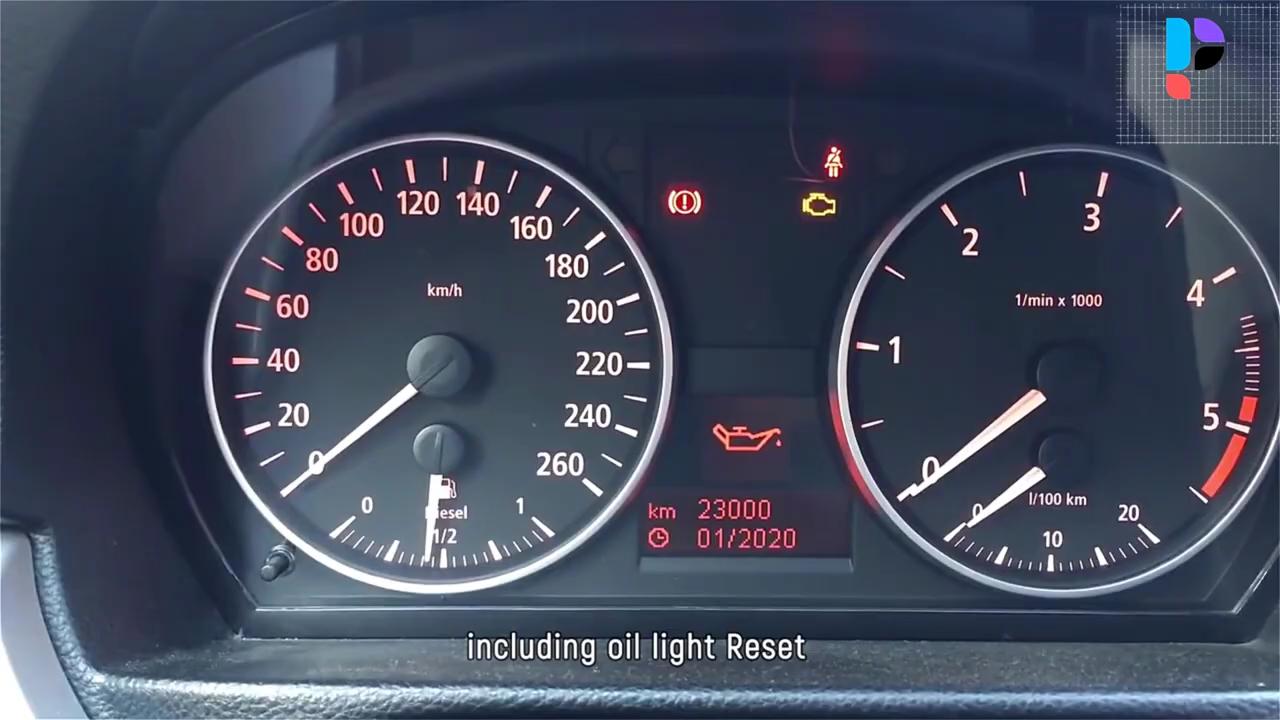 120 140
100 160
80 180
60 200
40 220
20 240
0 260
km/h
0 1
Diesel
1/2
km 23000
01/2020
1 2 3 4 5
0
1/min x 1000
l/100 km
0 10 20
including oil light Reset